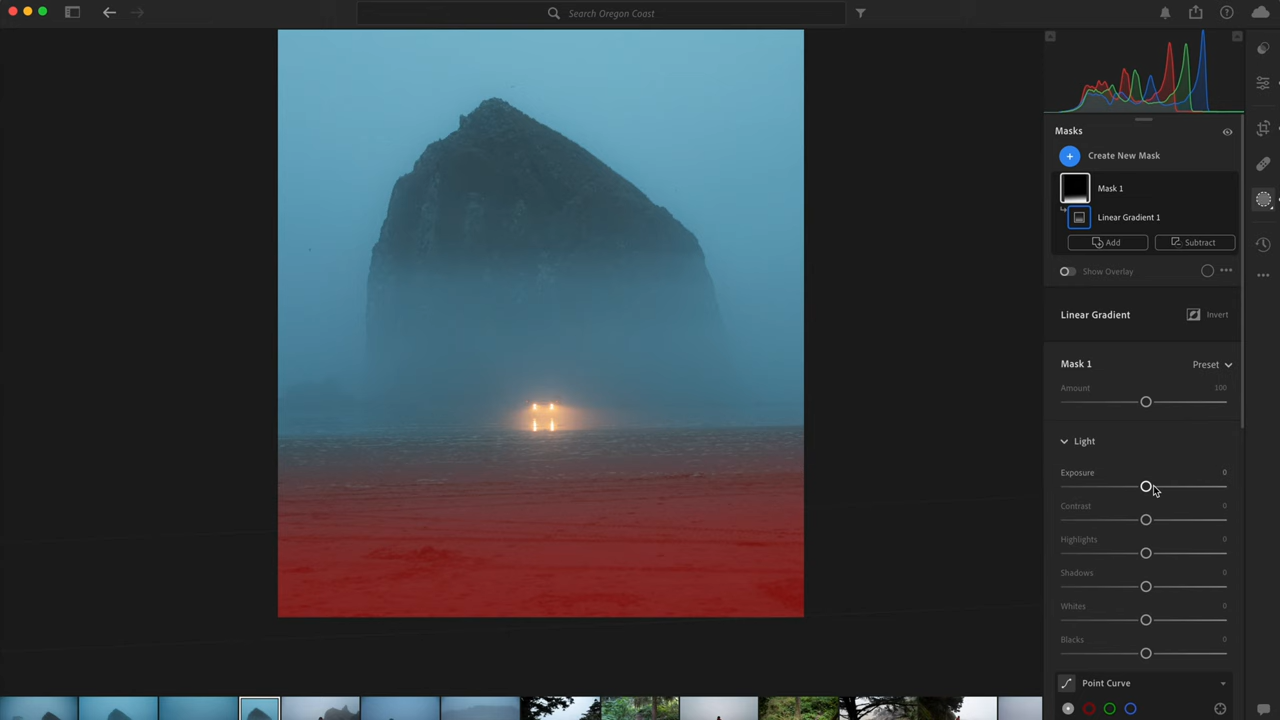 Search Oregon Coast
Masks
Create New Mask
Mask 1
Linear Gradient 1
Add
Subtract
Show Overlay
Linear Gradient
Invert
Mask 1
Preset
Amount 100
Light
Exposure 0
Contrast 0
Highlights 0
Shadows 0
Whites 0
Blacks 0
Point Curve